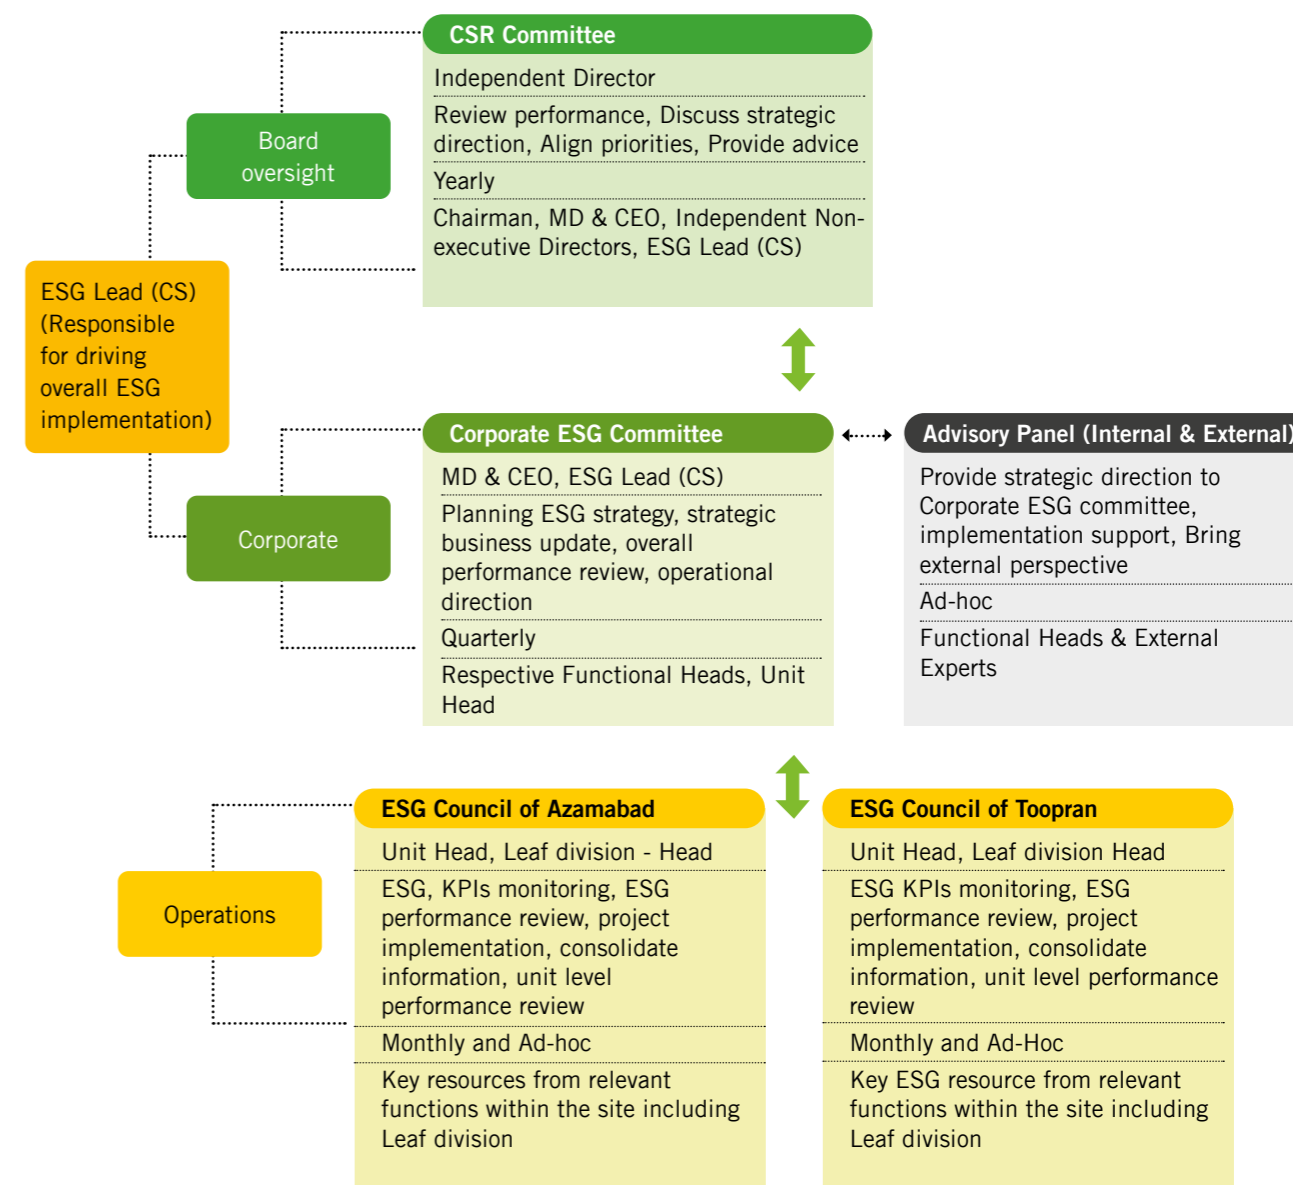 CSR Committee
Independent Director
Review performance, Discuss strategic
direction, Align priorities, Provide advice
Yearly
Chairman, MD & CEO, Independent Non-
executive Directors, ESG Lead (CS)
Board
oversight
ESG Lead (CS)
(Responsible
for driving
overall ESG
implementation)
Corporate
Corporate ESG Committee
MD & CEO, ESG Lead (CS)
Planning ESG strategy, strategic
business update, overall
performance review, operational
direction
Quarterly
Respective Functional Heads, Unit
Head
Advisory Panel (Internal & External)
Provide strategic direction to
Corporate ESG committee,
implementation support, Bring
external perspective
Ad-hoc
Functional Heads & External
Experts
Operations
ESG Council of Azamabad
Unit Head, Leaf division - Head
ESG, KPIs monitoring, ESG
performance review, project
implementation, consolidate
information, unit level
performance review
Monthly and Ad-hoc
Key resources from relevant
functions within the site including
Leaf division
ESG Council of Toopran
Unit Head, Leaf division Head
ESG KPIs monitoring, ESG
performance review, project
implementation, consolidate
information, unit level performance
review
Monthly and Ad-Hoc
Key ESG resource from relevant
functions within the site including
Leaf division